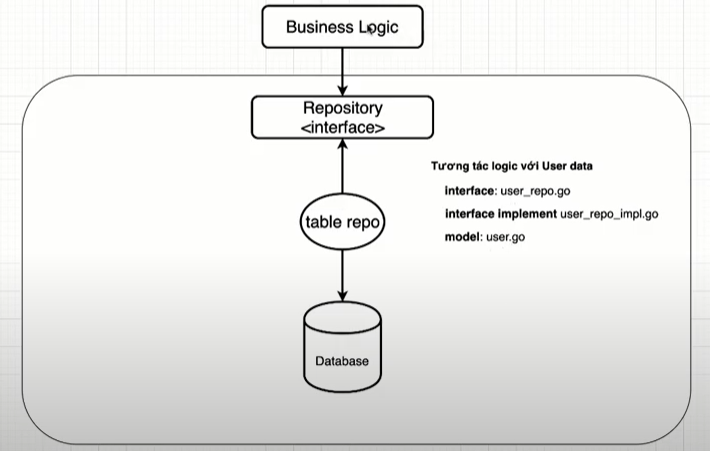 Business Logic
Repository
<interface>
Tương tác logic với User data
interface: user_repo.go
interface implement user_repo_impl.go
model: user.go
table repo
Database